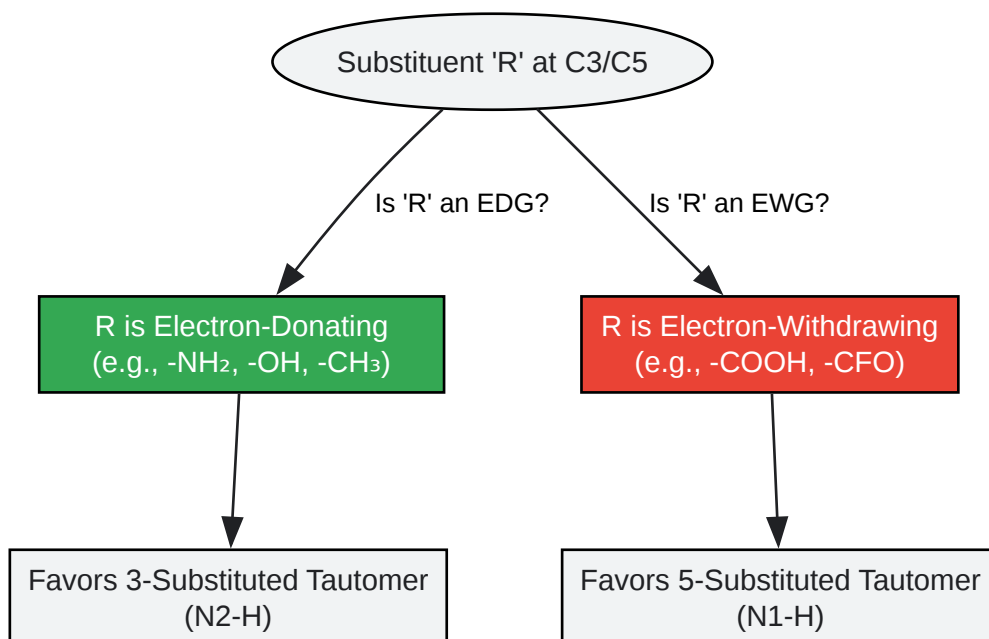 Substituent 'R' at C3/C5
Is 'R' an EDG?
Is 'R' an EWG?
R is Electron-Donating
(e.g., -NH₂, -OH, -CH₃)
R is Electron-Withdrawing
(e.g., -COOH, -CFO)
Favors 3-Substituted Tautomer
(N2-H)
Favors 5-Substituted Tautomer
(N1-H)